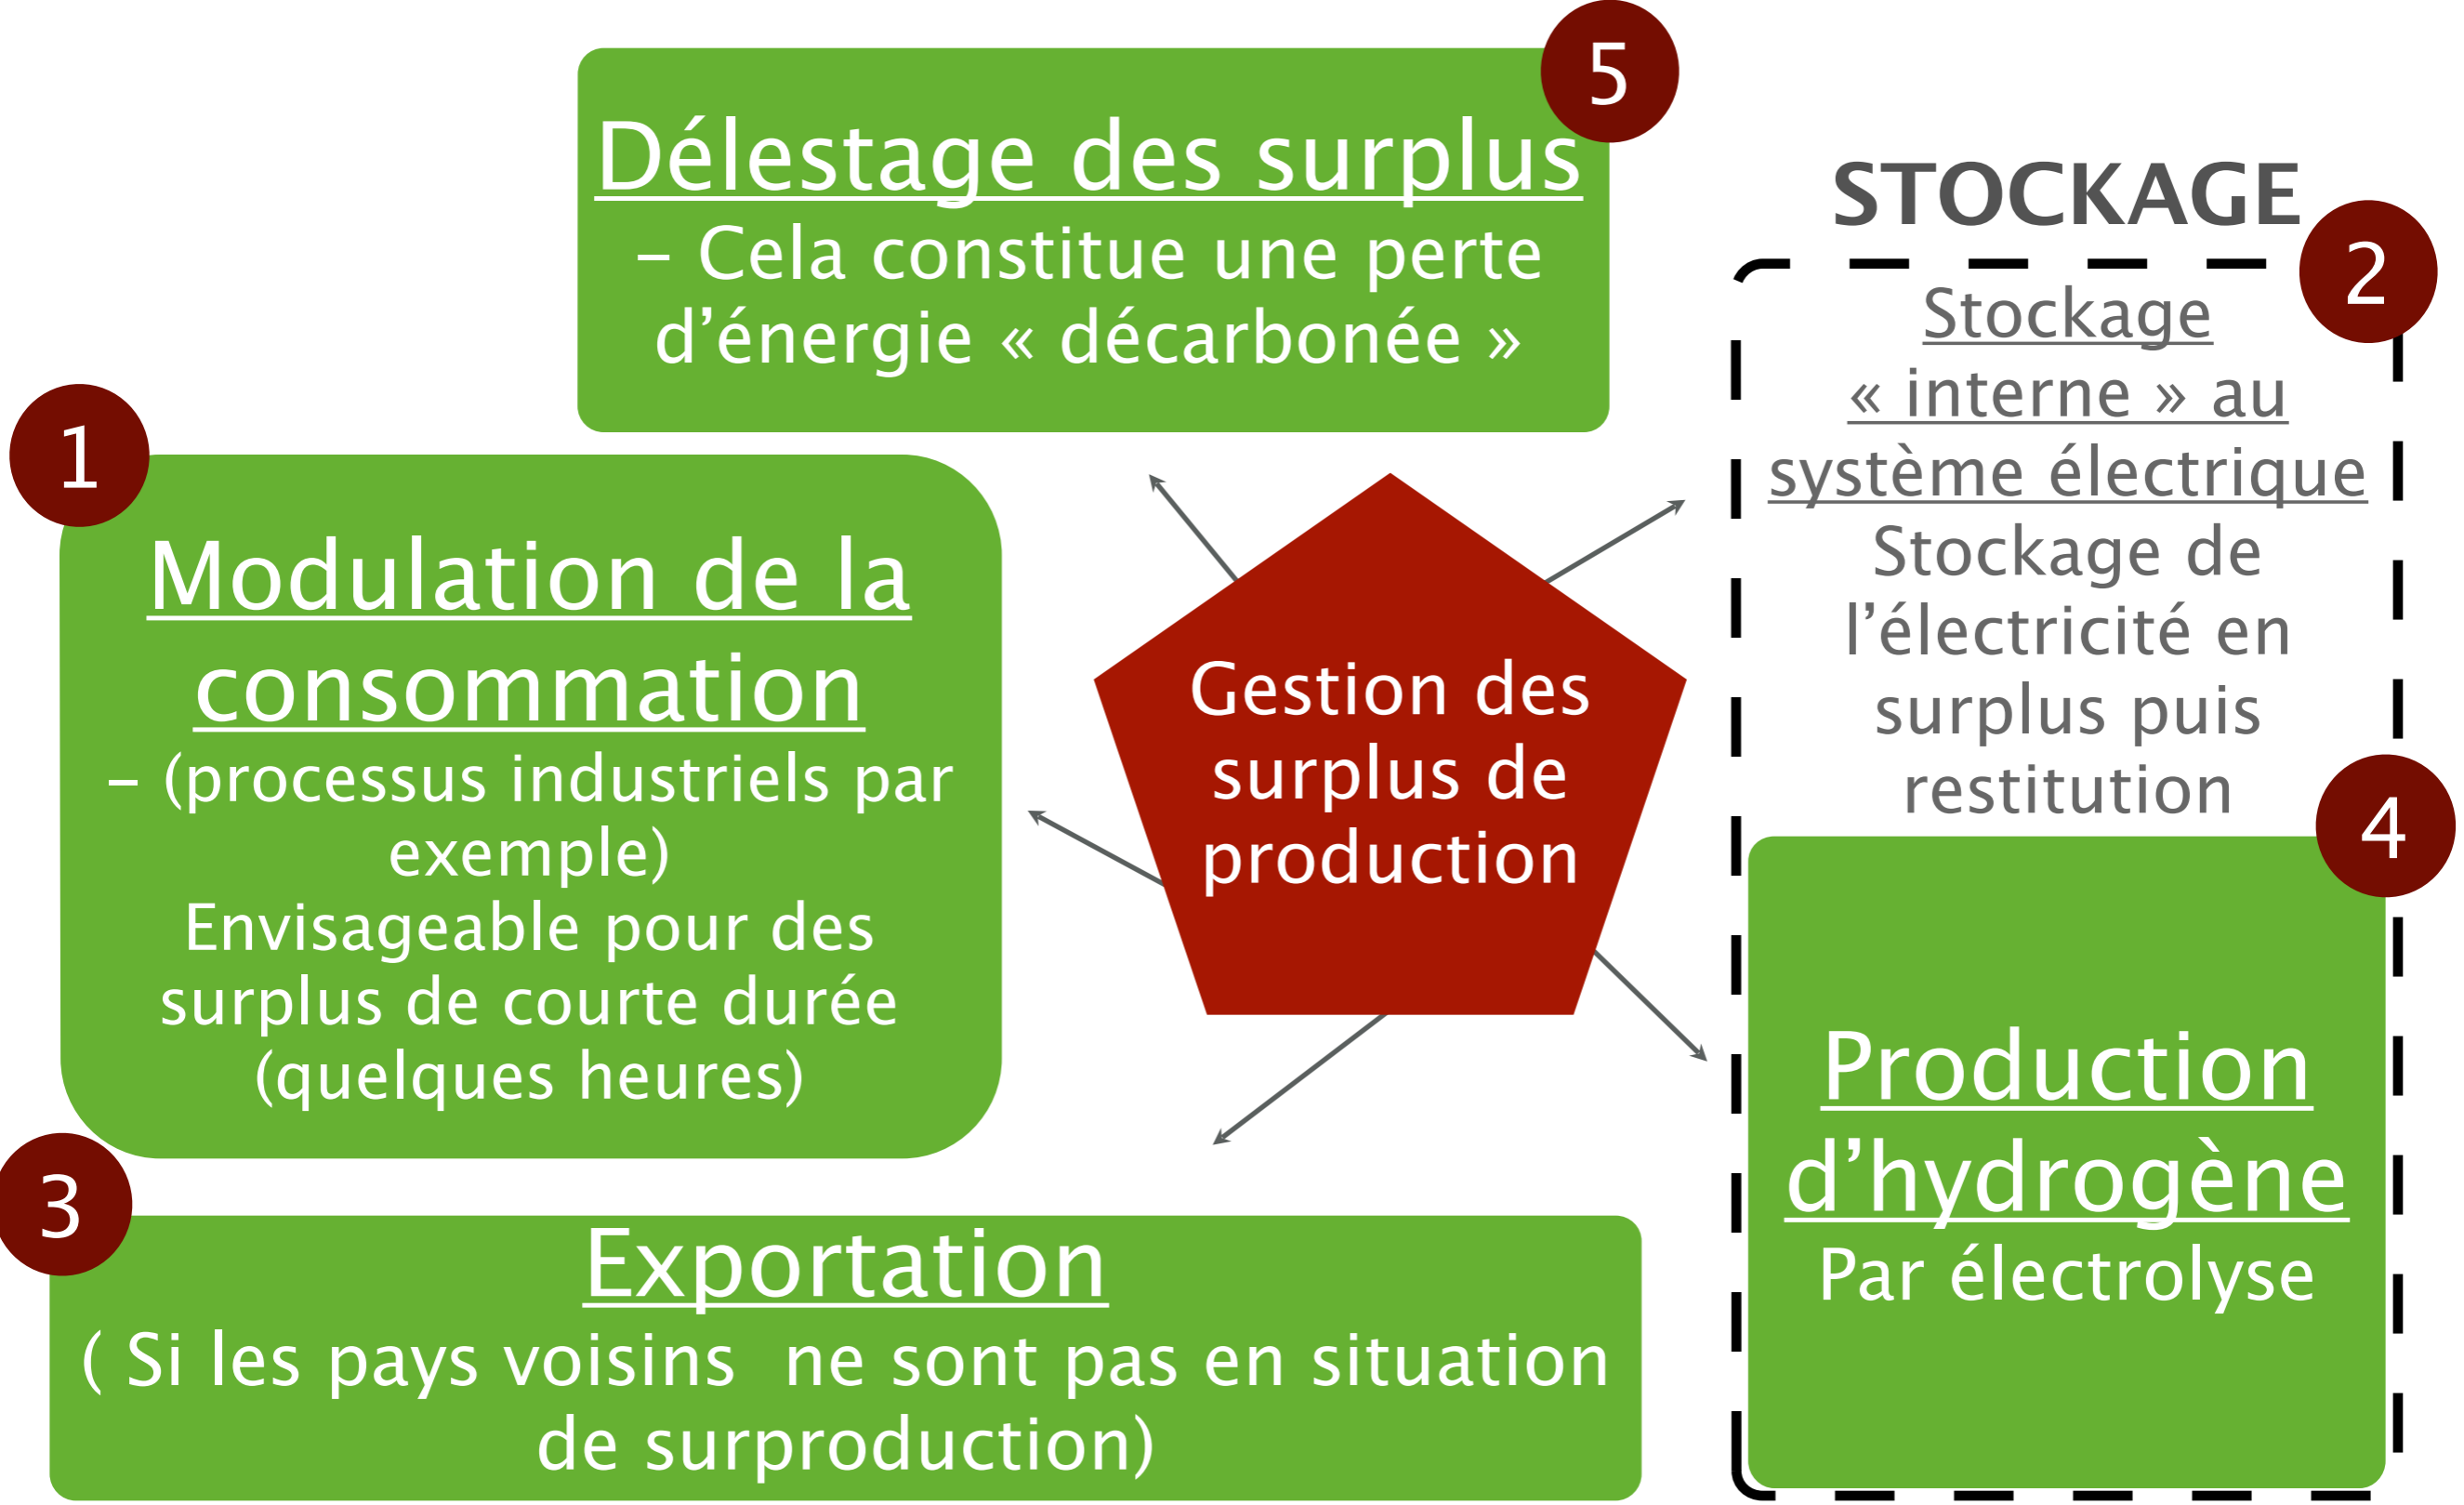 5
Délestage des surplus
– Cela constitue une perte
d’énergie « décarbonée »
STOCKAGE
2
Stockage
« interne » au
système électrique
Stockage de
l’électricité en
surplus puis
restitution
1
Modulation de la
consommation
– (processus industriels par
exemple)
Envisageable pour des
surplus de courte durée
(quelques heures)
Gestion des
surplus de
production
4
Production
d’hydrogène
Par électrolyse
3
Exportation
( Si les pays voisins  ne sont pas en situation
de surproduction)